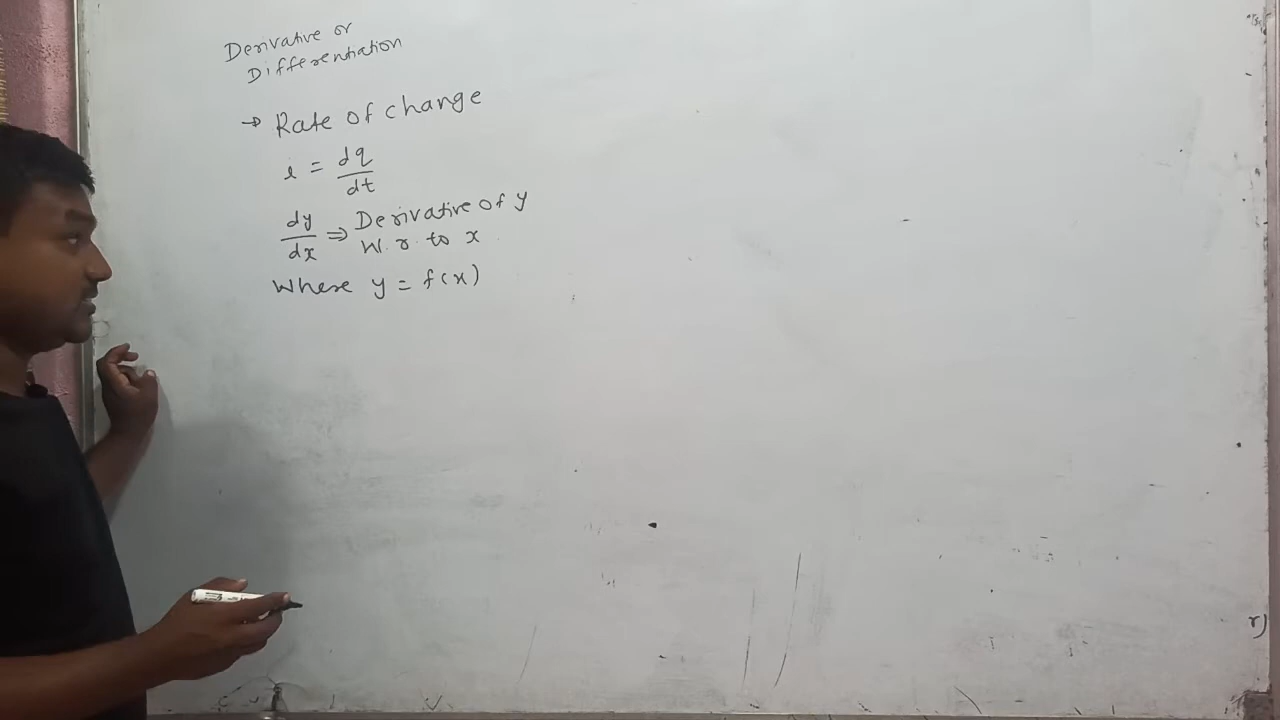 Derivative or
Differentiation
→ Rate of change
i = dq/dt
dy/dx ⇒ Derivative of y
w.r. to x
Where y = f(x)